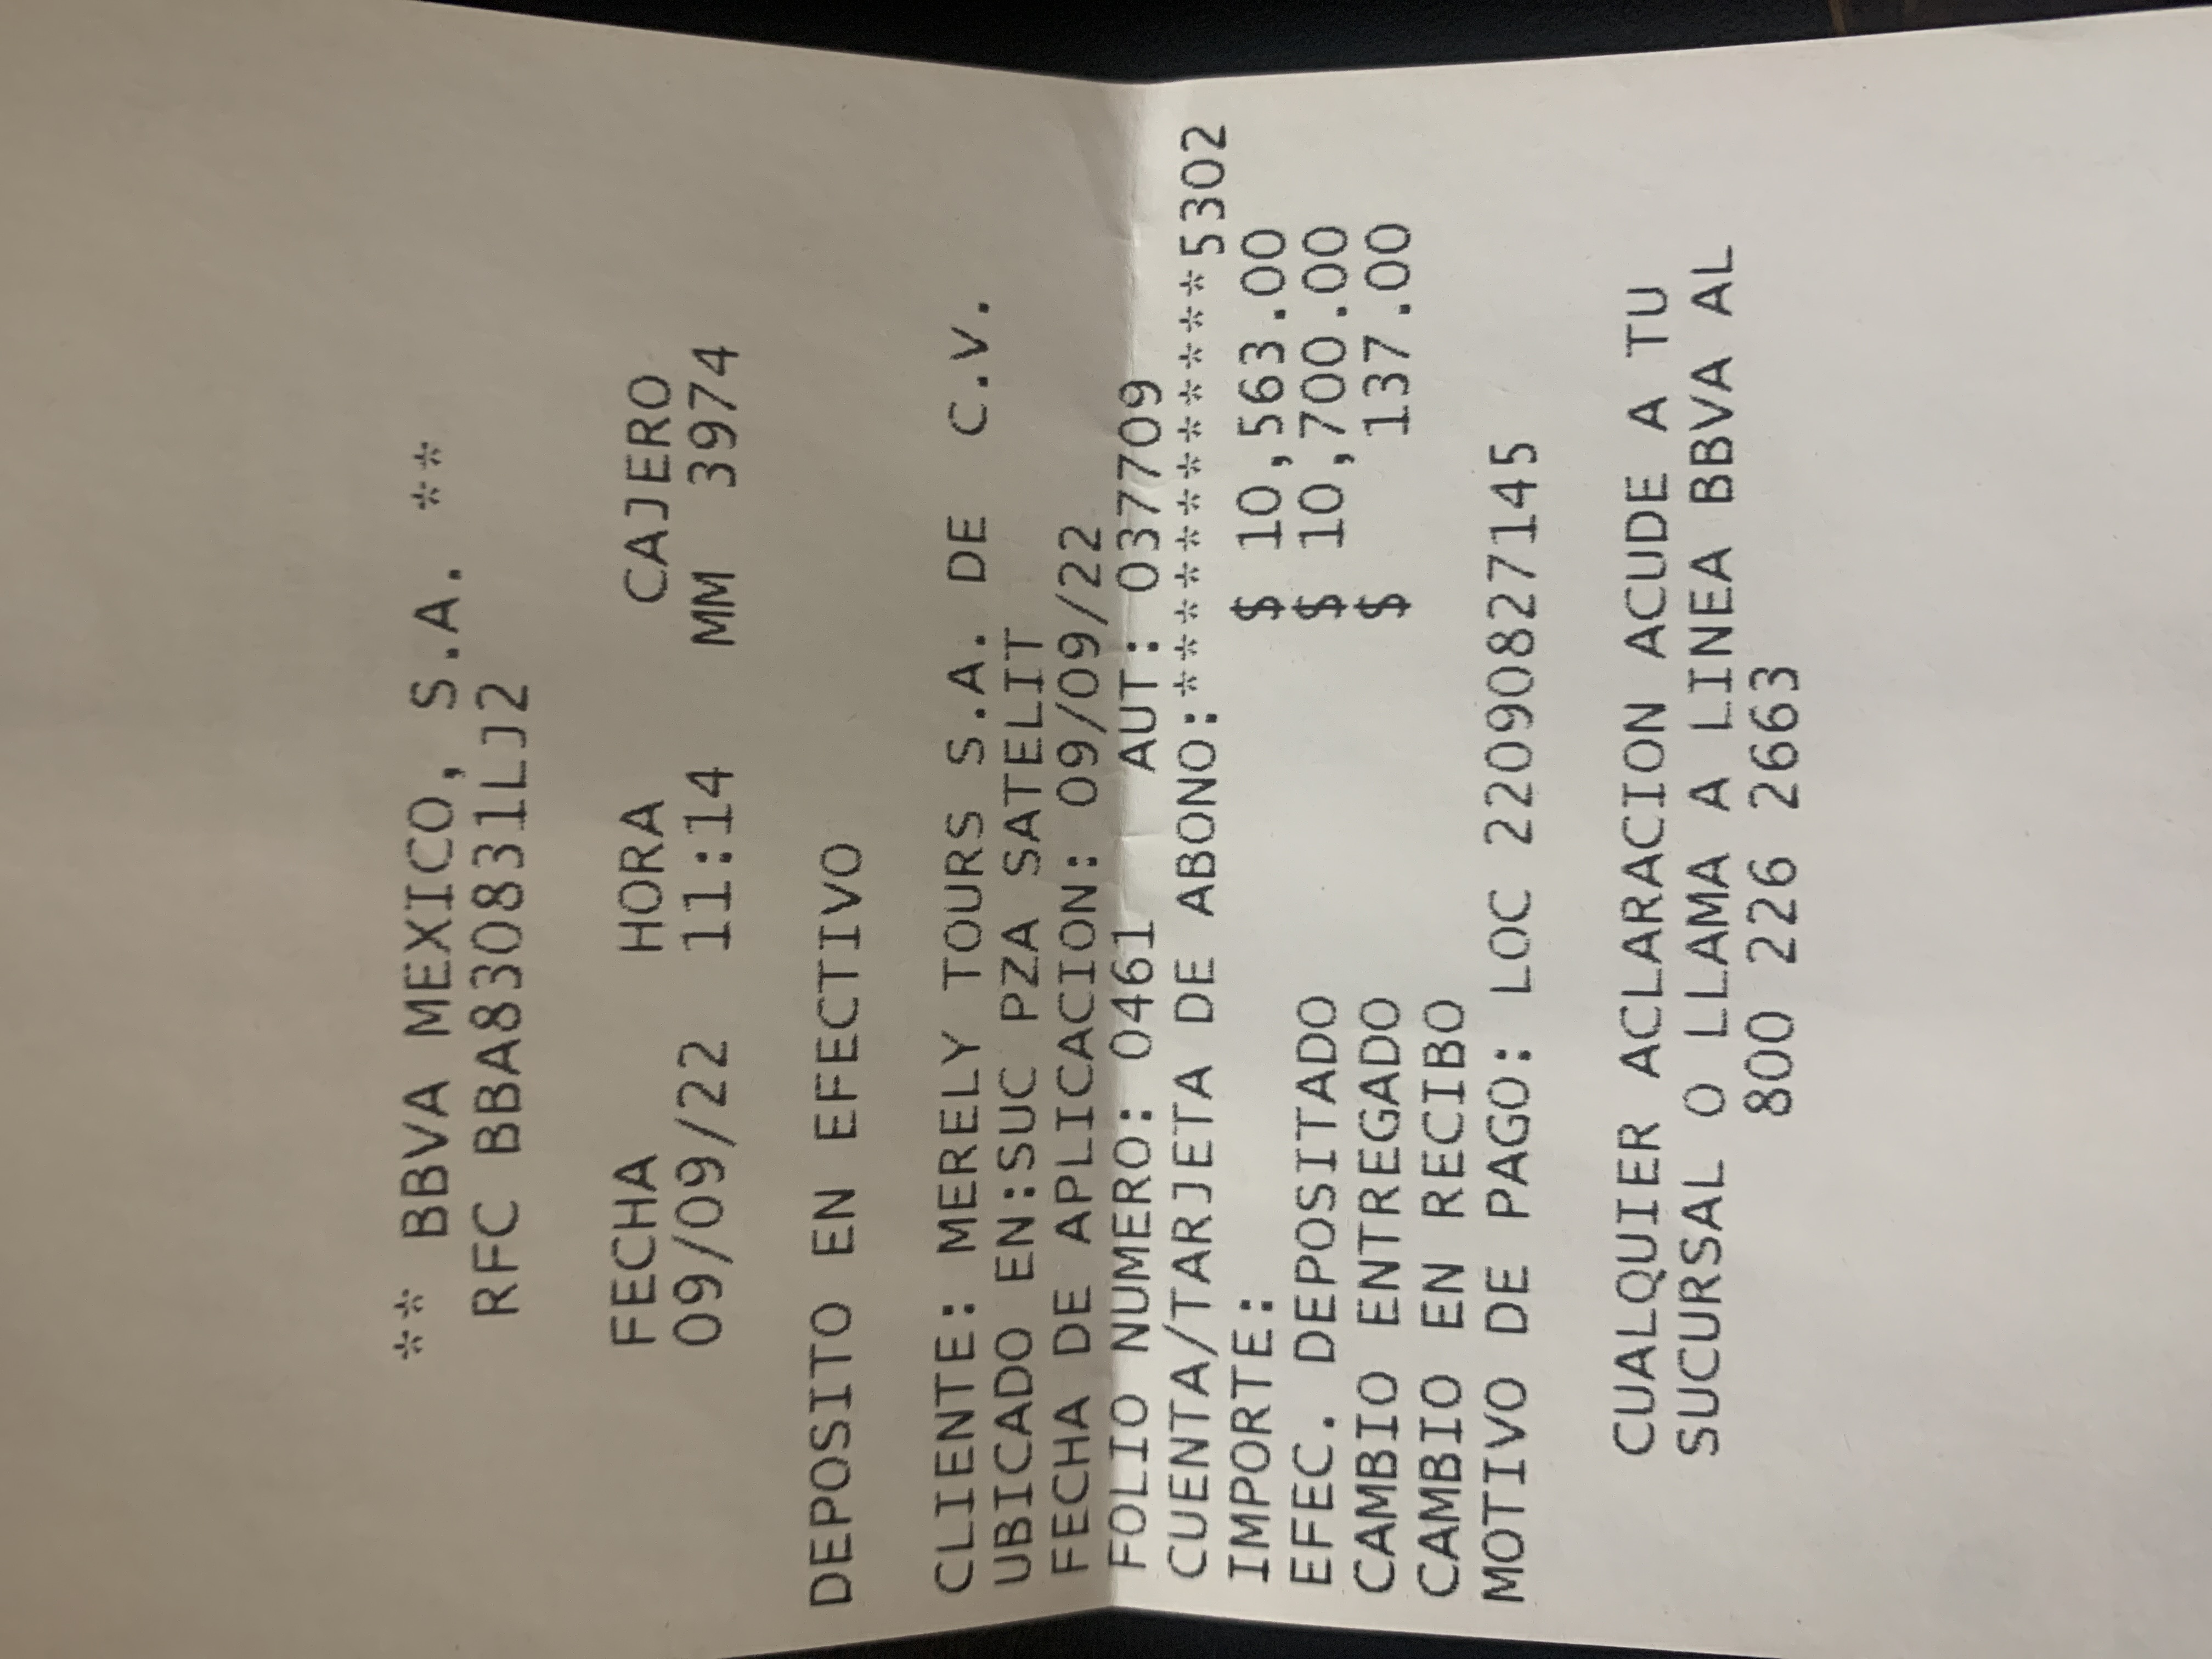 ** BBVA MEXICO, S.A. **
RFC BBA830831LJ2
FECHA HORA CAJERO
09/09/22 11:14 MM 3974
DEPOSITO EN EFECTIVO
CLIENTE: MERELY TOURS S.A. DE C.V.
UBICADO EN:SUC PZA SATELIT
FECHA DE APLICACION: 09/09/22
FOLIO NUMERO: 0461 AUT: 037709
CUENTA/TARJETA DE ABONO:**************5302
IMPORTE: $ 10,563.00
EFEC. DEPOSITADO $ 10,700.00
CAMBIO ENTREGADO $ 137.00
CAMBIO EN RECIBO
MOTIVO DE PAGO: LOC 22090827145
CUALQUIER ACLARACION ACUDE A TU
SUCURSAL O LLAMA A LINEA BBVA AL
800 226 2663